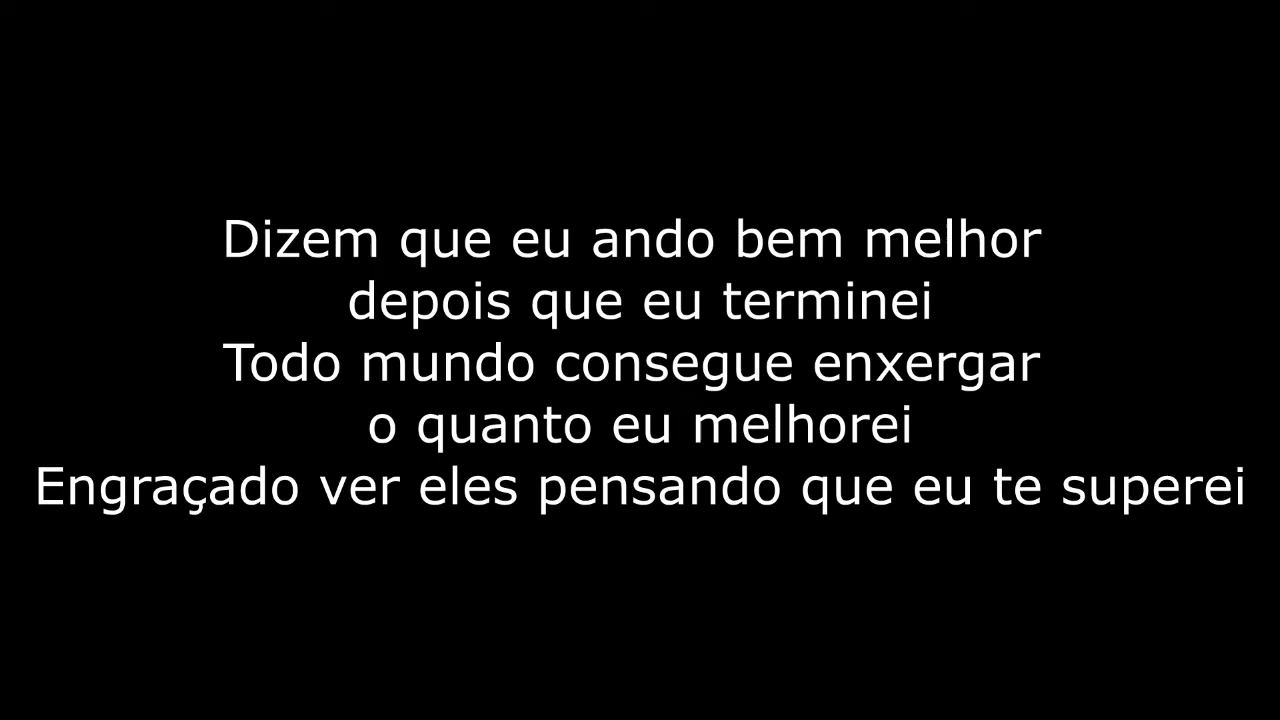 Dizem que eu ando bem melhor
depois que eu terminei
Todo mundo consegue enxergar
o quanto eu melhorei
Engraçado ver eles pensando que eu te superei